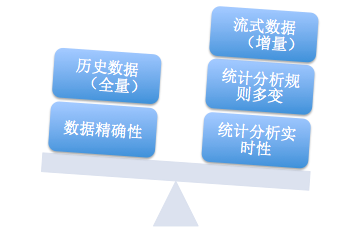 历史数据
（全量）
数据精确性
流式数据
（增量）
统计分析规
则多变
统计分析实
时性